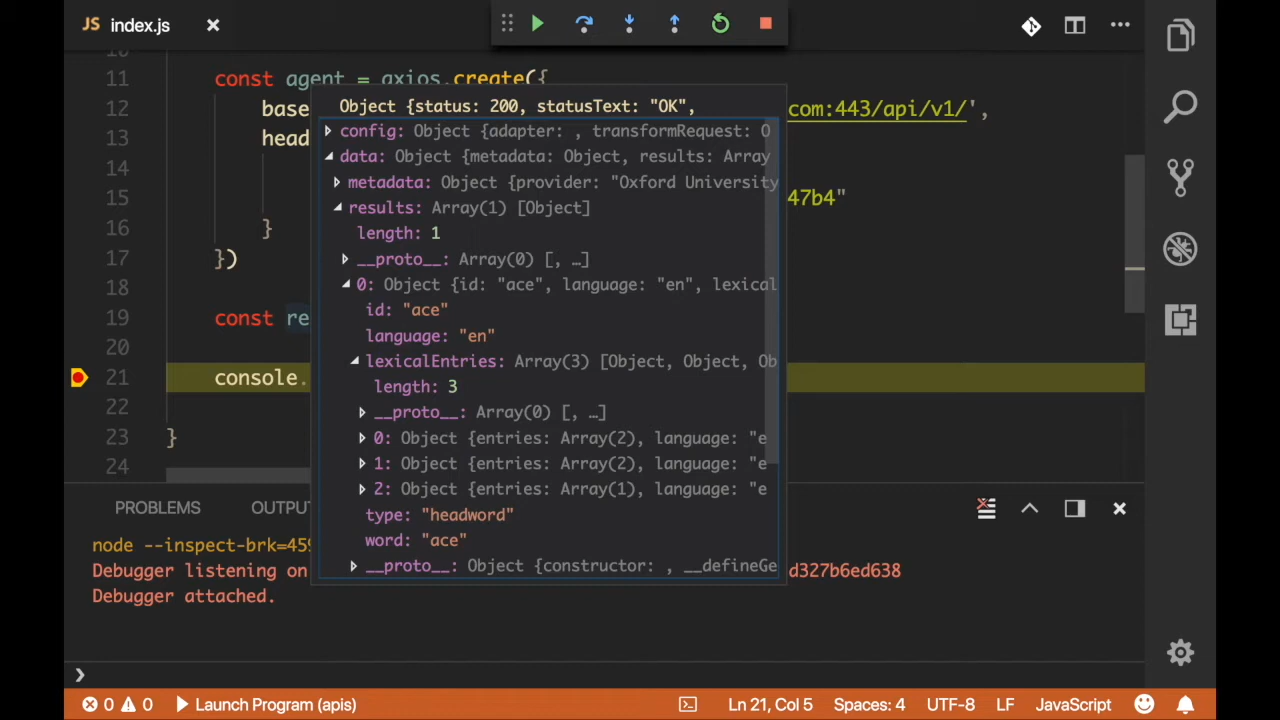 JS index.js
10
11 const agent = axios.create({
12 base com:443/api/v1/',
13 head
14
15 47b4"
16 }
17 })
18
19 const re
20
21 console.
22
23 }
24
Object {status: 200, statusText: "OK",
config: Object {adapter: , transformRequest: O
data: Object {metadata: Object, results: Array
metadata: Object {provider: "Oxford University
results: Array(1) [Object]
length: 1
__proto__: Array(0) [, …]
0: Object {id: "ace", language: "en", lexical
id: "ace"
language: "en"
lexicalEntries: Array(3) [Object, Object, Ob
length: 3
__proto__: Array(0) [, …]
0: Object {entries: Array(2), language: "e
1: Object {entries: Array(2), language: "e
2: Object {entries: Array(1), language: "e
type: "headword"
word: "ace"
__proto__: Object {constructor: , __defineGe
PROBLEMS OUTPU
node --inspect-brk=459
Debugger listening on d327b6ed638
Debugger attached.
0 0 Launch Program (apis) Ln 21, Col 5 Spaces: 4 UTF-8 LF JavaScript